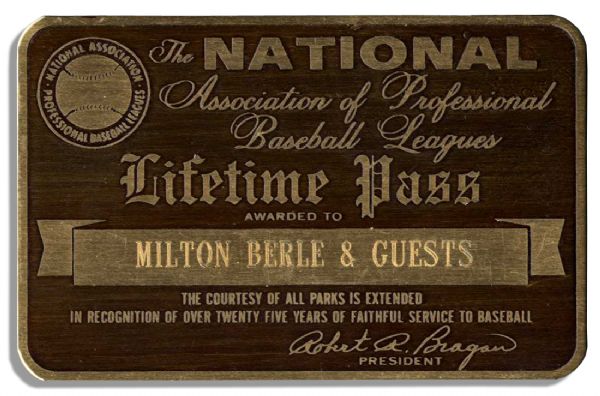 NATIONAL ASSOCIATION
PROFESSIONAL BASEBALL LEAGUES
The NATIONAL
Association of Professional
Baseball Leagues
Lifetime Pass
AWARDED TO
MILTON BERLE & GUESTS
THE COURTESY OF ALL PARKS IS EXTENDED
IN RECOGNITION OF OVER TWENTY FIVE YEARS OF FAITHFUL SERVICE TO BASEBALL
Robert R. Bragan
PRESIDENT